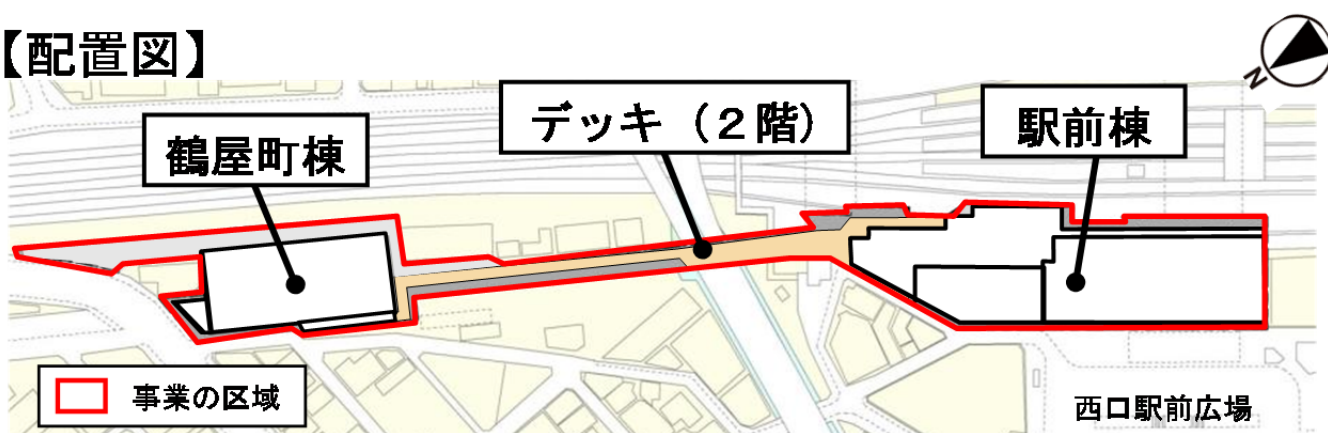 【配置図】
N
デッキ（２階）
駅前棟
鶴屋町棟
事業の区域
西口駅前広場